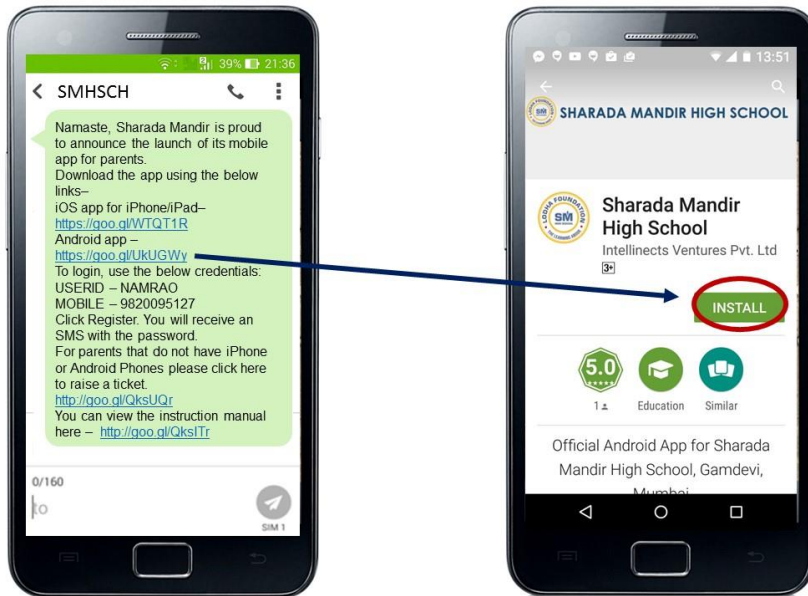 39% 21:36
SMHSCH
Namaste, Sharada Mandir is proud
to announce the launch of its mobile
app for parents.
Download the app using the below
links–
iOS app for iPhone/iPad–
https://goo.gl/WTQT1R
Android app –
https://goo.gl/UkUGWy
To login, use the below credentials:
USERID – NAMRAO
MOBILE – 9820095127
Click Register. You will receive an
SMS with the password.
For parents that do not have iPhone
or Android Phones please click here
to raise a ticket.
http://goo.gl/QksUQr
You can view the instruction manual
here – http://goo.gl/QksITr
0/160
to
SIM 1
13:51
SHARADA MANDIR HIGH SCHOOL
LODHA FOUNDATION
SMI
Sharada Mandir
High School
Intellinects Ventures Pvt. Ltd
3+
INSTALL
5.0
1
Education
Similar
Official Android App for Sharada
Mandir High School, Gamdevi,
Mumbai